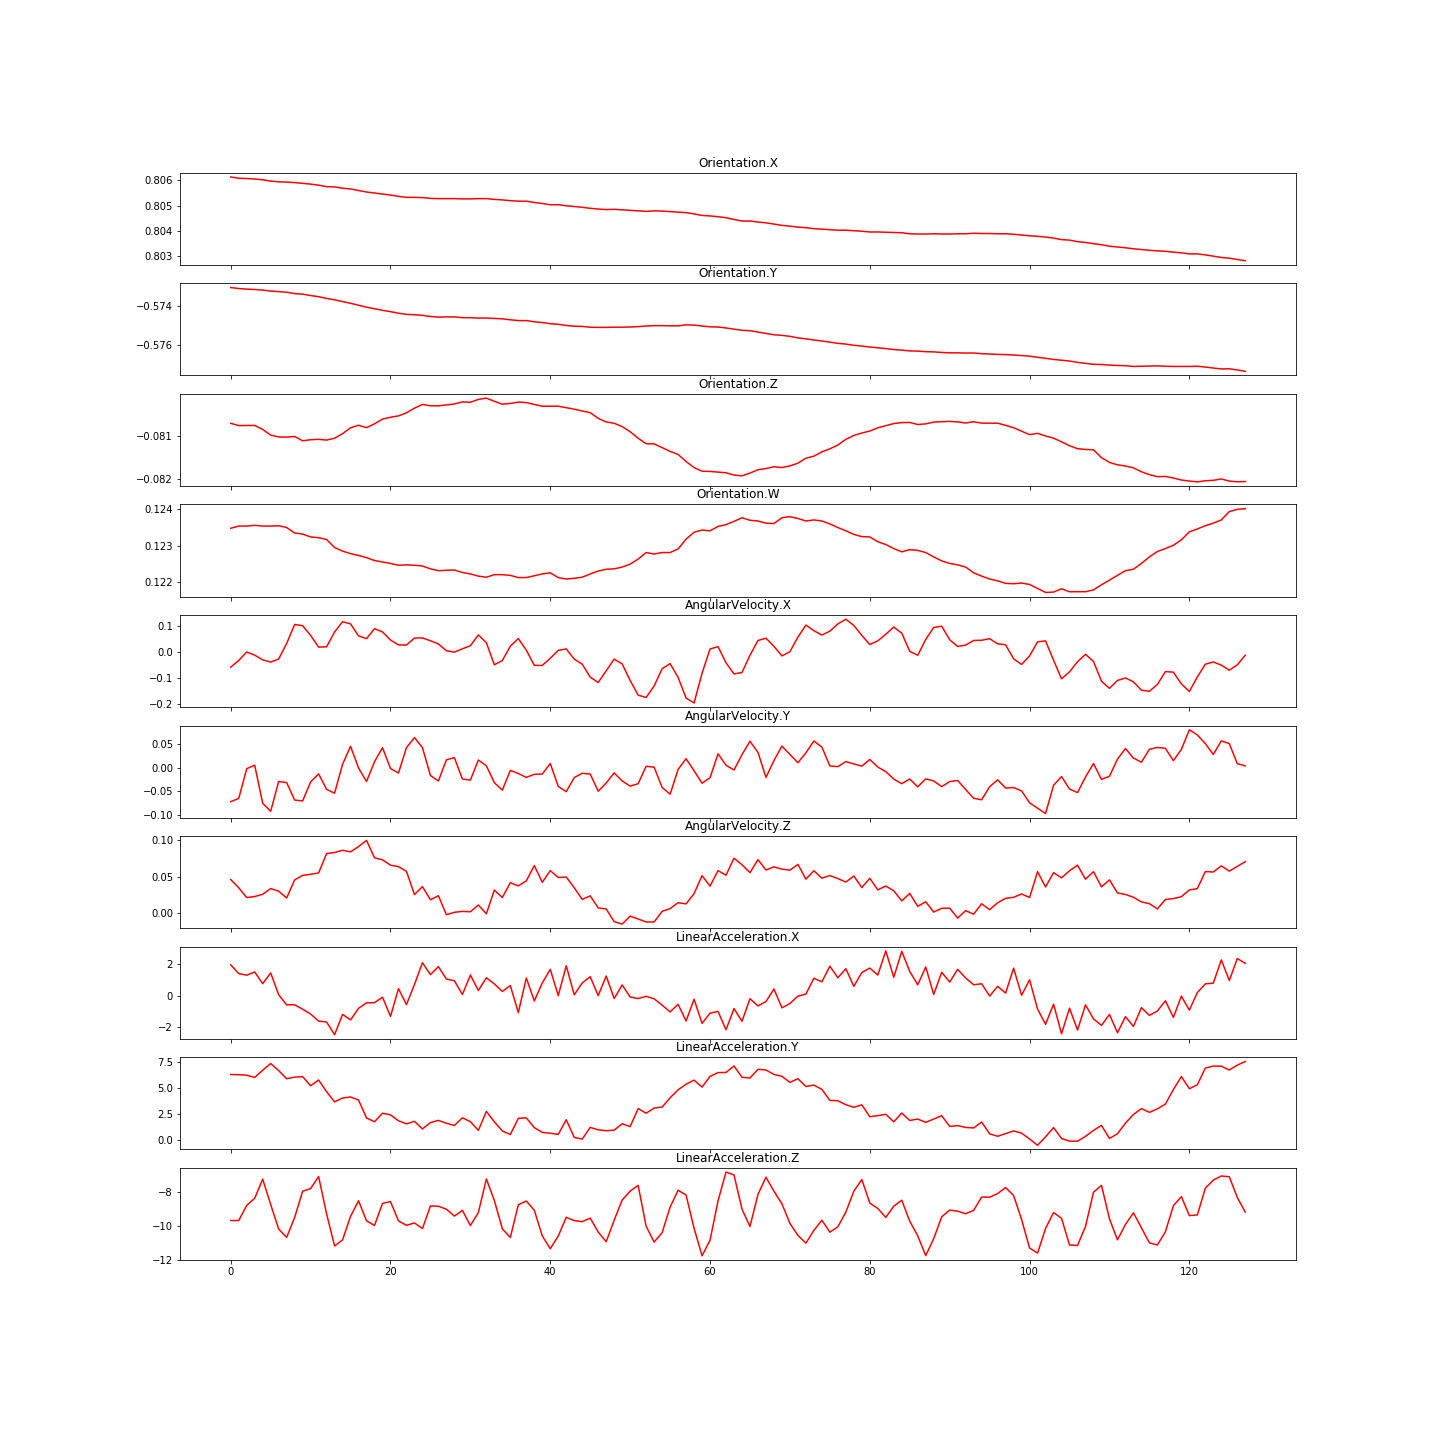 Orientation.X
0.806
0.805
0.804
0.803
Orientation.Y
−0.574
−0.576
Orientation.Z
−0.081
−0.082
Orientation.W
0.124
0.123
0.122
AngularVelocity.X
0.1
0.0
−0.1
−0.2
AngularVelocity.Y
0.05
0.00
−0.05
−0.10
AngularVelocity.Z
0.10
0.05
0.00
LinearAcceleration.X
2
0
−2
LinearAcceleration.Y
7.5
5.0
2.5
0.0
LinearAcceleration.Z
−8
−10
−12
0 20 40 60 80 100 120